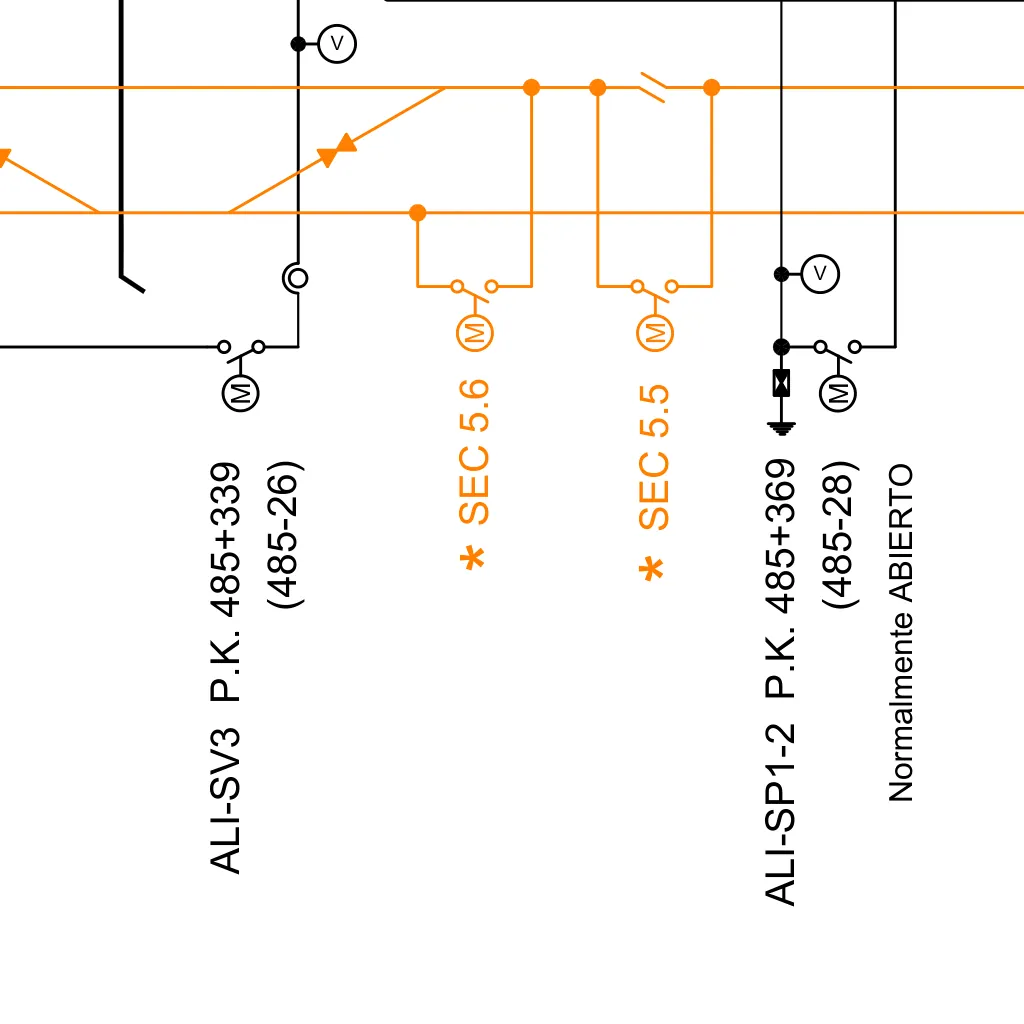 V
V
M
M
M
M
ALI-SV3 P.K. 485+339
(485-26)
* SEC 5.6
* SEC 5.5
ALI-SP1-2 P.K. 485+369
(485-28)
Normalmente ABIERTO